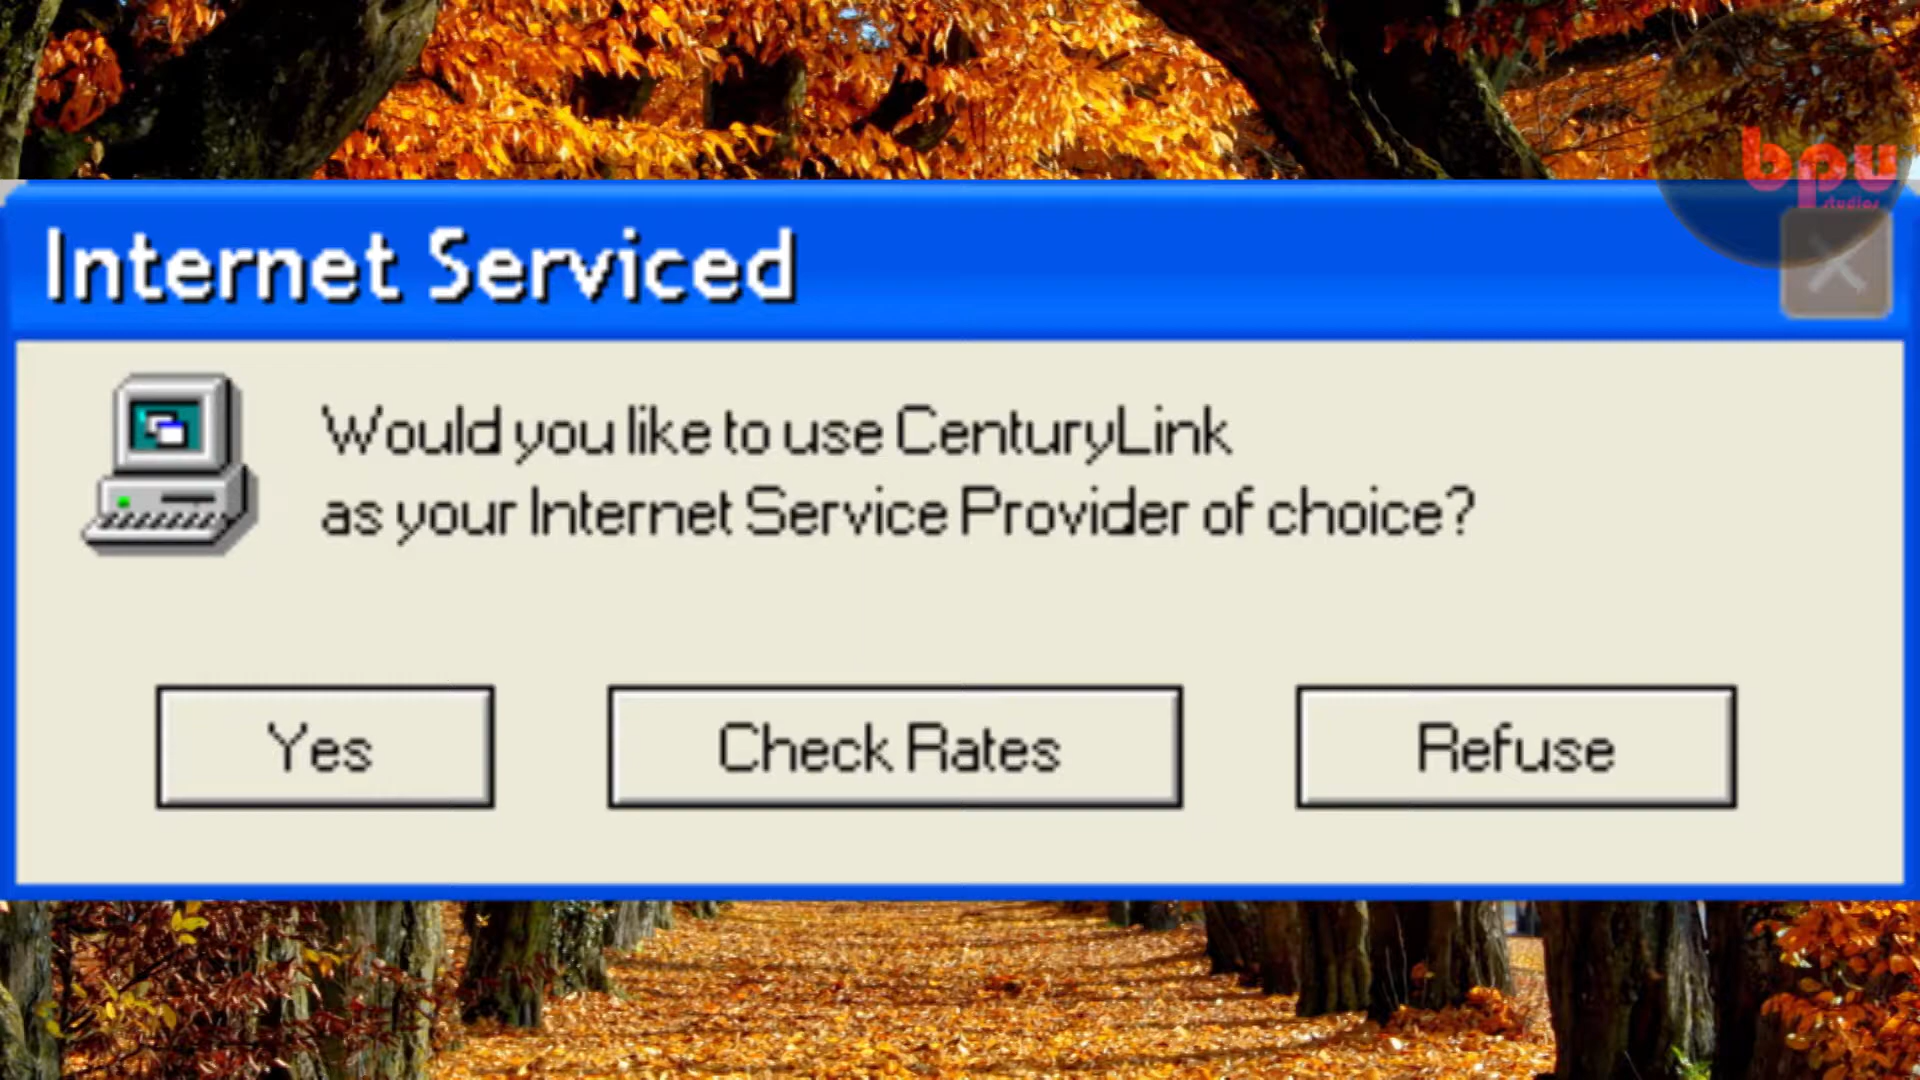 bpu
studios
Internet Serviced
Would you like to use CenturyLink
as your Internet Service Provider of choice?
Yes
Check Rates
Refuse